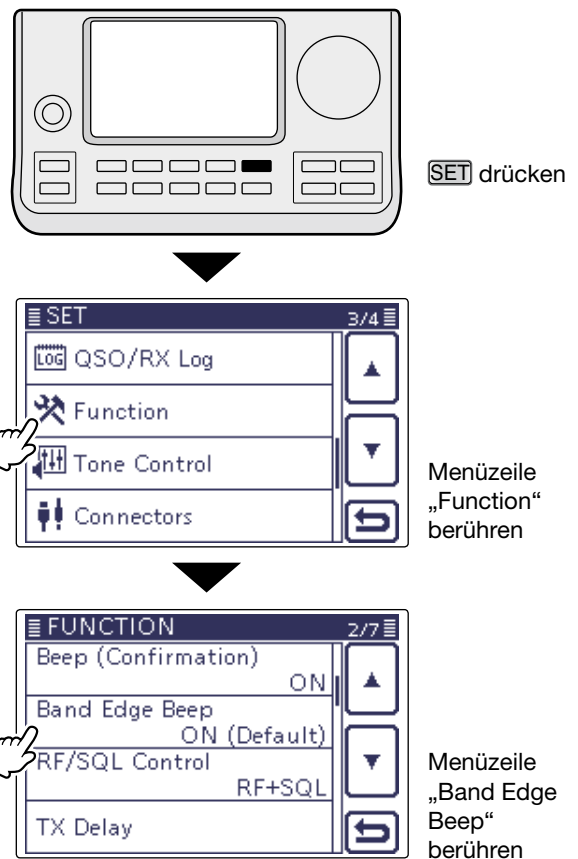 SET drücken
SET 3/4
LOG QSO/RX Log
Function
Tone Control
Connectors
Menüzeile
„Function“
berühren
FUNCTION 2/7
Beep (Confirmation)
ON
Band Edge Beep
ON (Default)
RF/SQL Control
RF+SQL
TX Delay
Menüzeile
„Band Edge
Beep“
berühren